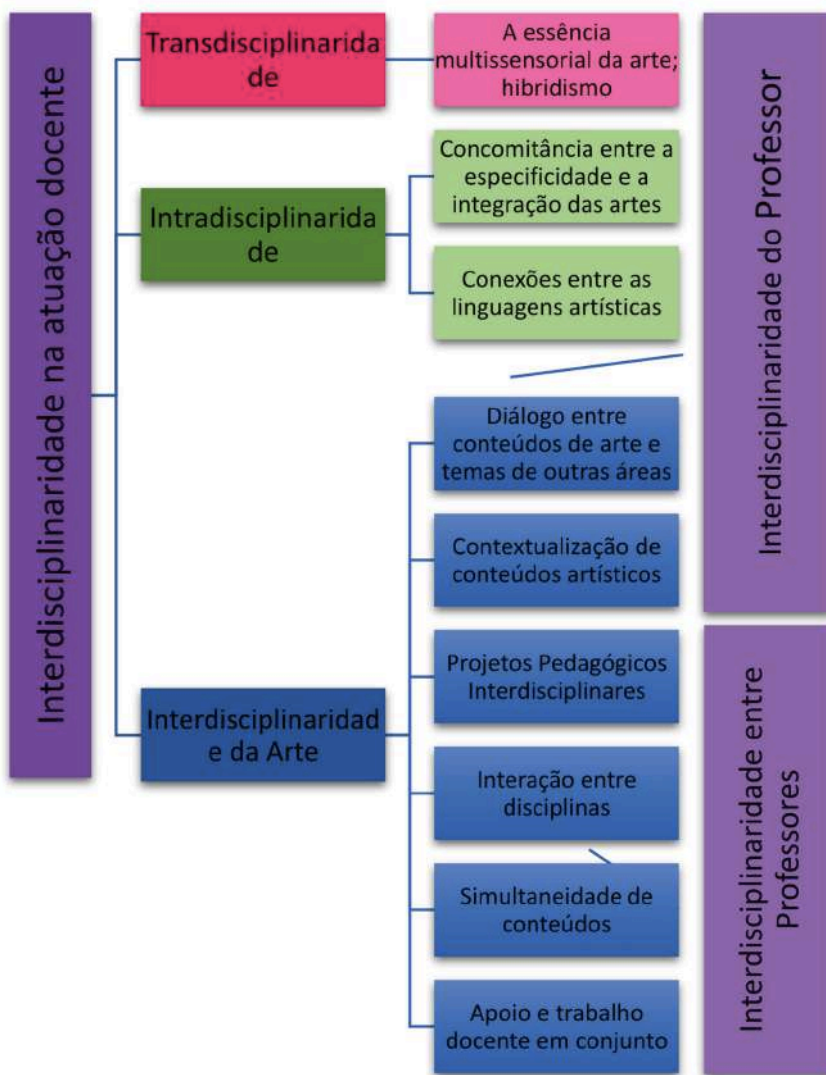 Interdisciplinaridade na atuação docente
Transdisciplinarida
de
A essência
multissensorial da arte;
hibridismo
Intradisciplinarida
de
Concomitância entre a
especificidade e a
integração das artes
Conexões entre as
linguagens artísticas
Interdisciplinaridad
e da Arte
Diálogo entre
conteúdos de arte e
temas de outras áreas
Contextualização de
conteúdos artísticos
Projetos Pedagógicos
Interdisciplinares
Interação entre
disciplinas
Simultaneidade de
conteúdos
Apoio e trabalho
docente em conjunto
Interdisciplinaridade do Professor
Interdisciplinaridade entre
Professores